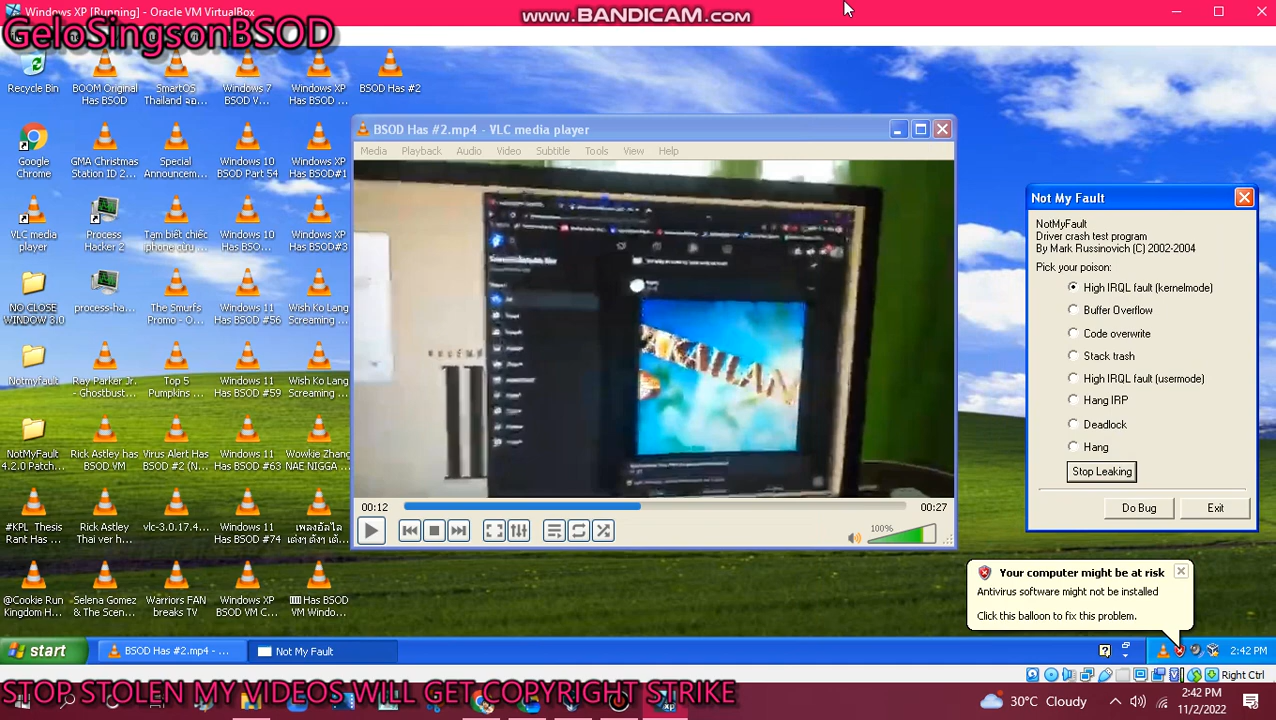 Windows XP [Running] - Oracle VM VirtualBox
www.BANDICAM.com
GeloSingsonBSOD
Recycle Bin
BOOM Original Has BSOD
SmartOS Thailand ฉลอ...
Windows 7 BSOD V...
Windows XP Has BSOD ...
BSOD Has #2
Google Chrome
GMA Christmas Station ID 2...
Special Announcem...
Windows 10 BSOD Part 54
Windows XP Has BSOD#1
VLC media player
Process Hacker 2
Tạm biệt chiếc iphone cửu ...
Windows 10 BSO...
Windows XP Has BSOD#3
NO CLOSE WINDOW 3.0
process-ha...
The Smurfs Promo - O...
Windows 11 Has BSOD #56
Wish Ko Lang Screaming ...
Notmyfault
Ray Parker Jr. - Ghostbust...
Top 5 Pumpkins ...
Windows 11 Has BSOD #59
Wish Ko Lang Screaming ...
NotMyFault 4.2.0 Patch...
Rick Astley has BSOD VM
Virus Alert Has BSOD #2 (N...
Windows 11 Has BSOD #63
Wowkie Zhang NAE NIGGA ...
#KPL Thesis Rant Has ...
Rick Astley Thai ver h...
vlc-3.0.17.4...
Windows 11 Has BSOD #74
@Cookie Run Kingdom H...
Selena Gomez & The Scen...
Warriors FAN breaks TV
Windows XP BSOD VM C...
Has BSOD VM Windo...
BSOD Has #2.mp4 - VLC media player
Media Playback Audio Video Subtitle Tools View Help
00:12
00:27
100%
Not My Fault
NotMyFault
Driver crash test program
By Mark Russinovich (C) 2002-2004
Pick your poison:
High IRQL fault (kernelmode)
Buffer Overflow
Code overwrite
Stack trash
High IRQL fault (usermode)
Hang IRP
Deadlock
Hang
Stop Leaking
Do Bug
Exit
Your computer might be at risk
Antivirus software might not be installed
Click this balloon to fix this problem.
start
BSOD Has #2.mp4 - ...
Not My Fault
2:42 PM
Right Ctrl
STOP STOLEN MY VIDEOS WILL GET COPYRIGHT STRIKE
30°C Cloudy
2:42 PM
11/2/2022